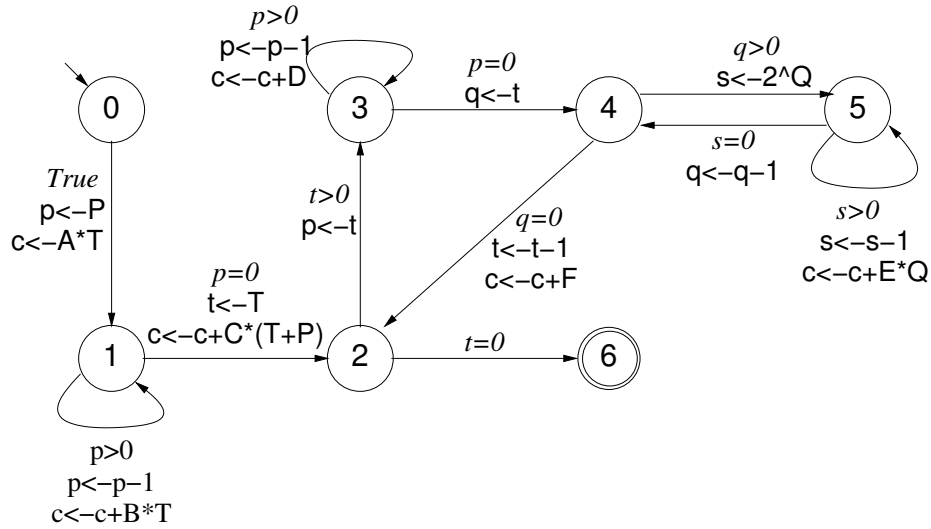 p>0
p<-p-1
c<-c+D
p=0
q<-t
q>0
s<-2^Q
0
3
4
5
s=0
q<-q-1
True
p<-P
c<-A*T
t>0
p<-t
q=0
t<-t-1
c<-c+F
s>0
s<-s-1
c<-c+E*Q
p=0
t<-T
c<-c+C*(T+P)
t=0
1
2
6
p>0
p<-p-1
c<-c+B*T